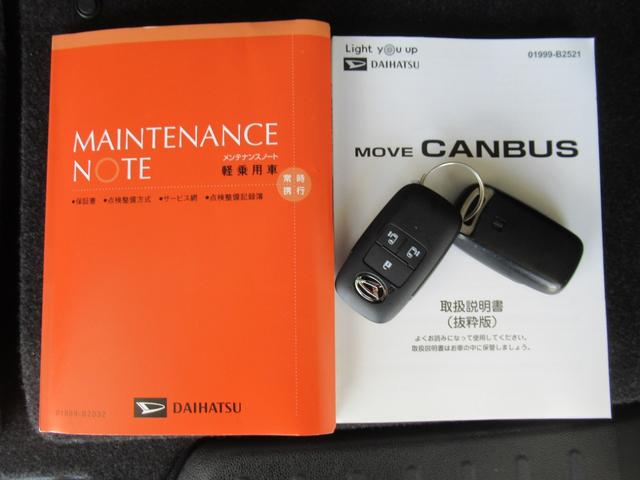 MAINTENANCE
NOTE
メンテナンスノート
軽乗用車
常時
携行
•保証書 •点検整備方式 •サービス網 •点検整備記録簿
01999-B2032
DAIHATSU
Light you up
DAIHATSU
01999-B2521
MOVE CANBUS
取扱説明書
(抜粋版)
よくお読みになって使用してください。
取扱説明書はお車の中に保管しましょう。